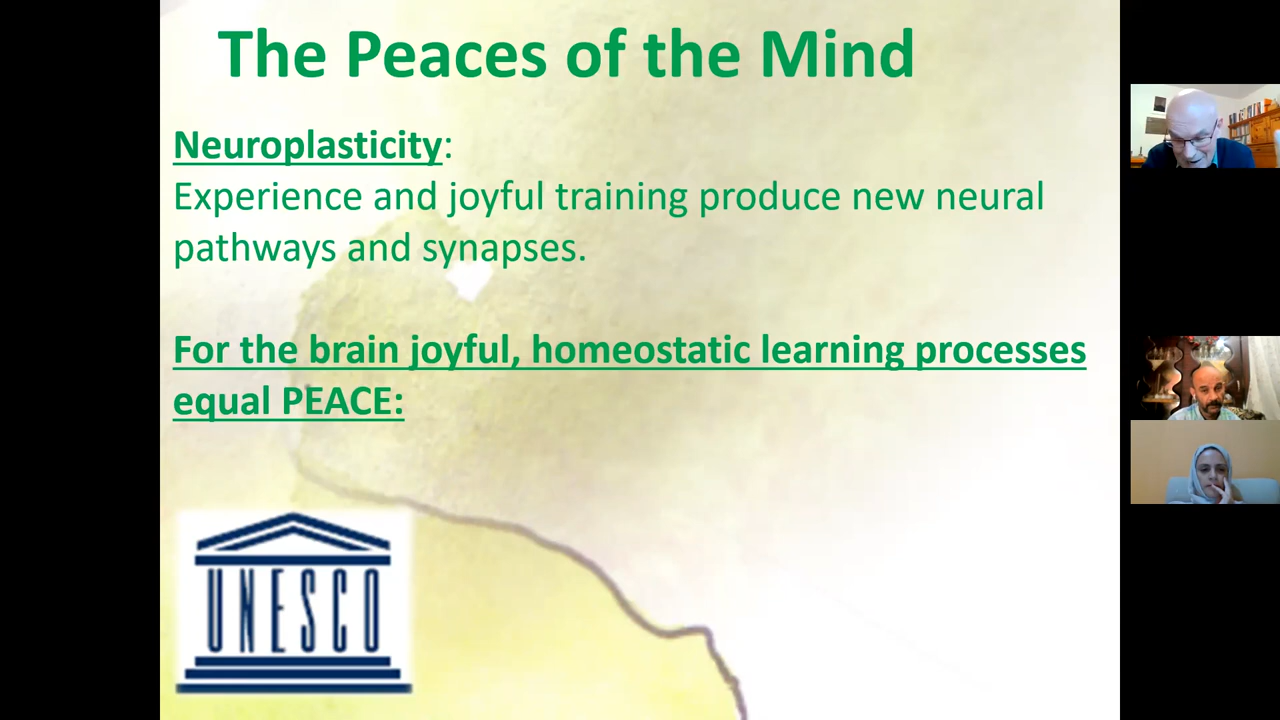 The Peaces of the Mind
Neuroplasticity:
Experience and joyful training produce new neural
pathways and synapses.
For the brain joyful, homeostatic learning processes
equal PEACE:
UNESCO